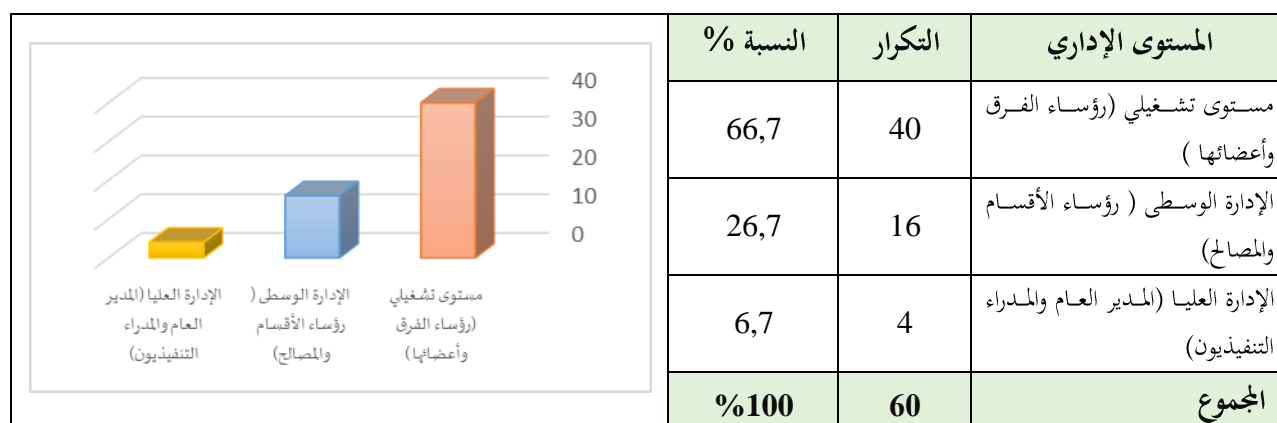 المستوى الإداري
التكرار
النسبة %
مستوى تشغيلي (رؤساء الفرق
وأعضائها )
40
66,7
الإدارة الوسطى ( رؤساء الأقسام
والمصالح)
16
26,7
الإدارة العليا (المدير العام والمدراء
التنفيذيون)
4
6,7
المجموع
60
%100
40
30
20
10
0
مستوى تشغيلي
(رؤساء الفرق
وأعضائها)
الإدارة الوسطى (
رؤساء الأقسام
والمصالح)
الإدارة العليا (المدير
العام والمدراء
التنفيذيون)